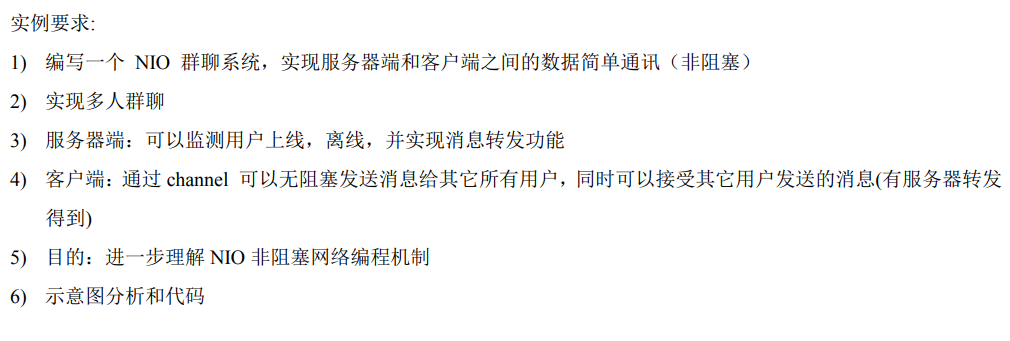 实例要求:
1) 编写一个 NIO 群聊系统，实现服务器端和客户端之间的数据简单通讯（非阻塞）
2) 实现多人群聊
3) 服务器端：可以监测用户上线，离线，并实现消息转发功能
4) 客户端：通过 channel 可以无阻塞发送消息给其它所有用户，同时可以接受其它用户发送的消息(有服务器转发
得到)
5) 目的：进一步理解 NIO 非阻塞网络编程机制
6) 示意图分析和代码